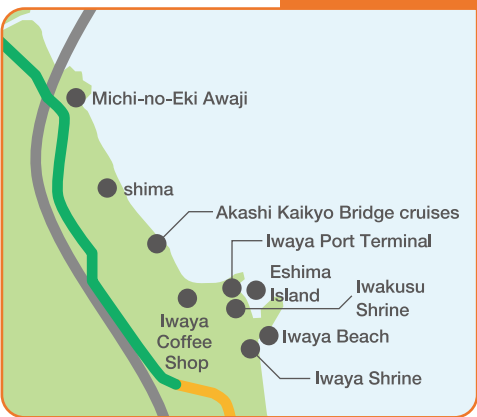 Michi-no-Eki Awaji
shima
Akashi Kaikyo Bridge cruises
Iwaya Port Terminal
Eshima
Island
Iwakusu
Shrine
Iwaya
Coffee
Shop
Iwaya Beach
Iwaya Shrine